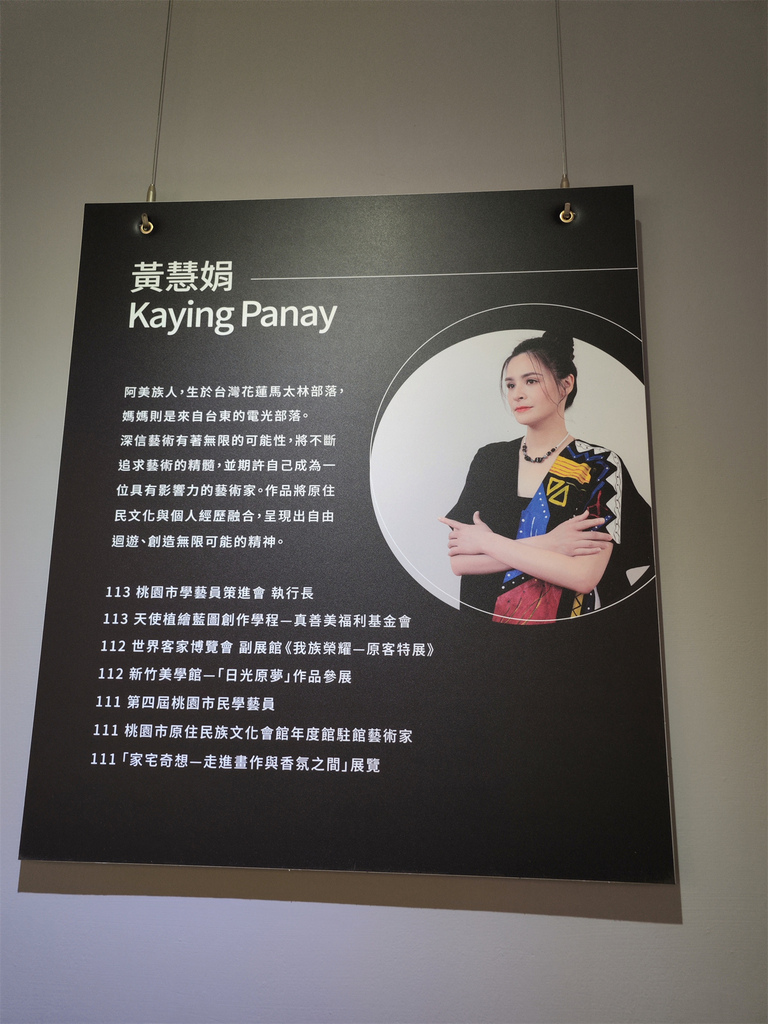 黃慧娟
Kaying Panay
阿美族人，生於台灣花蓮馬太林部落，
媽媽則是來自台東的電光部落。
深信藝術有著無限的可能性，將不斷
追求藝術的精髓，並期許自己成為一
位具有影響力的藝術家。作品將原住
民文化與個人經歷融合，呈現出自由
迴遊、創造無限可能的精神。
113 桃園市學藝員策進會 執行長
113 天使植繪藍圖創作學程—真善美福利基金會
112 世界客家博覽會 副展館《我族榮耀—原客特展》
112 新竹美學館—「日光原夢」作品參展
111 第四屆桃園市民學藝員
111 桃園市原住民族文化會館年度館駐館藝術家
111「家宅奇想—走進畫作與香氛之間」展覽